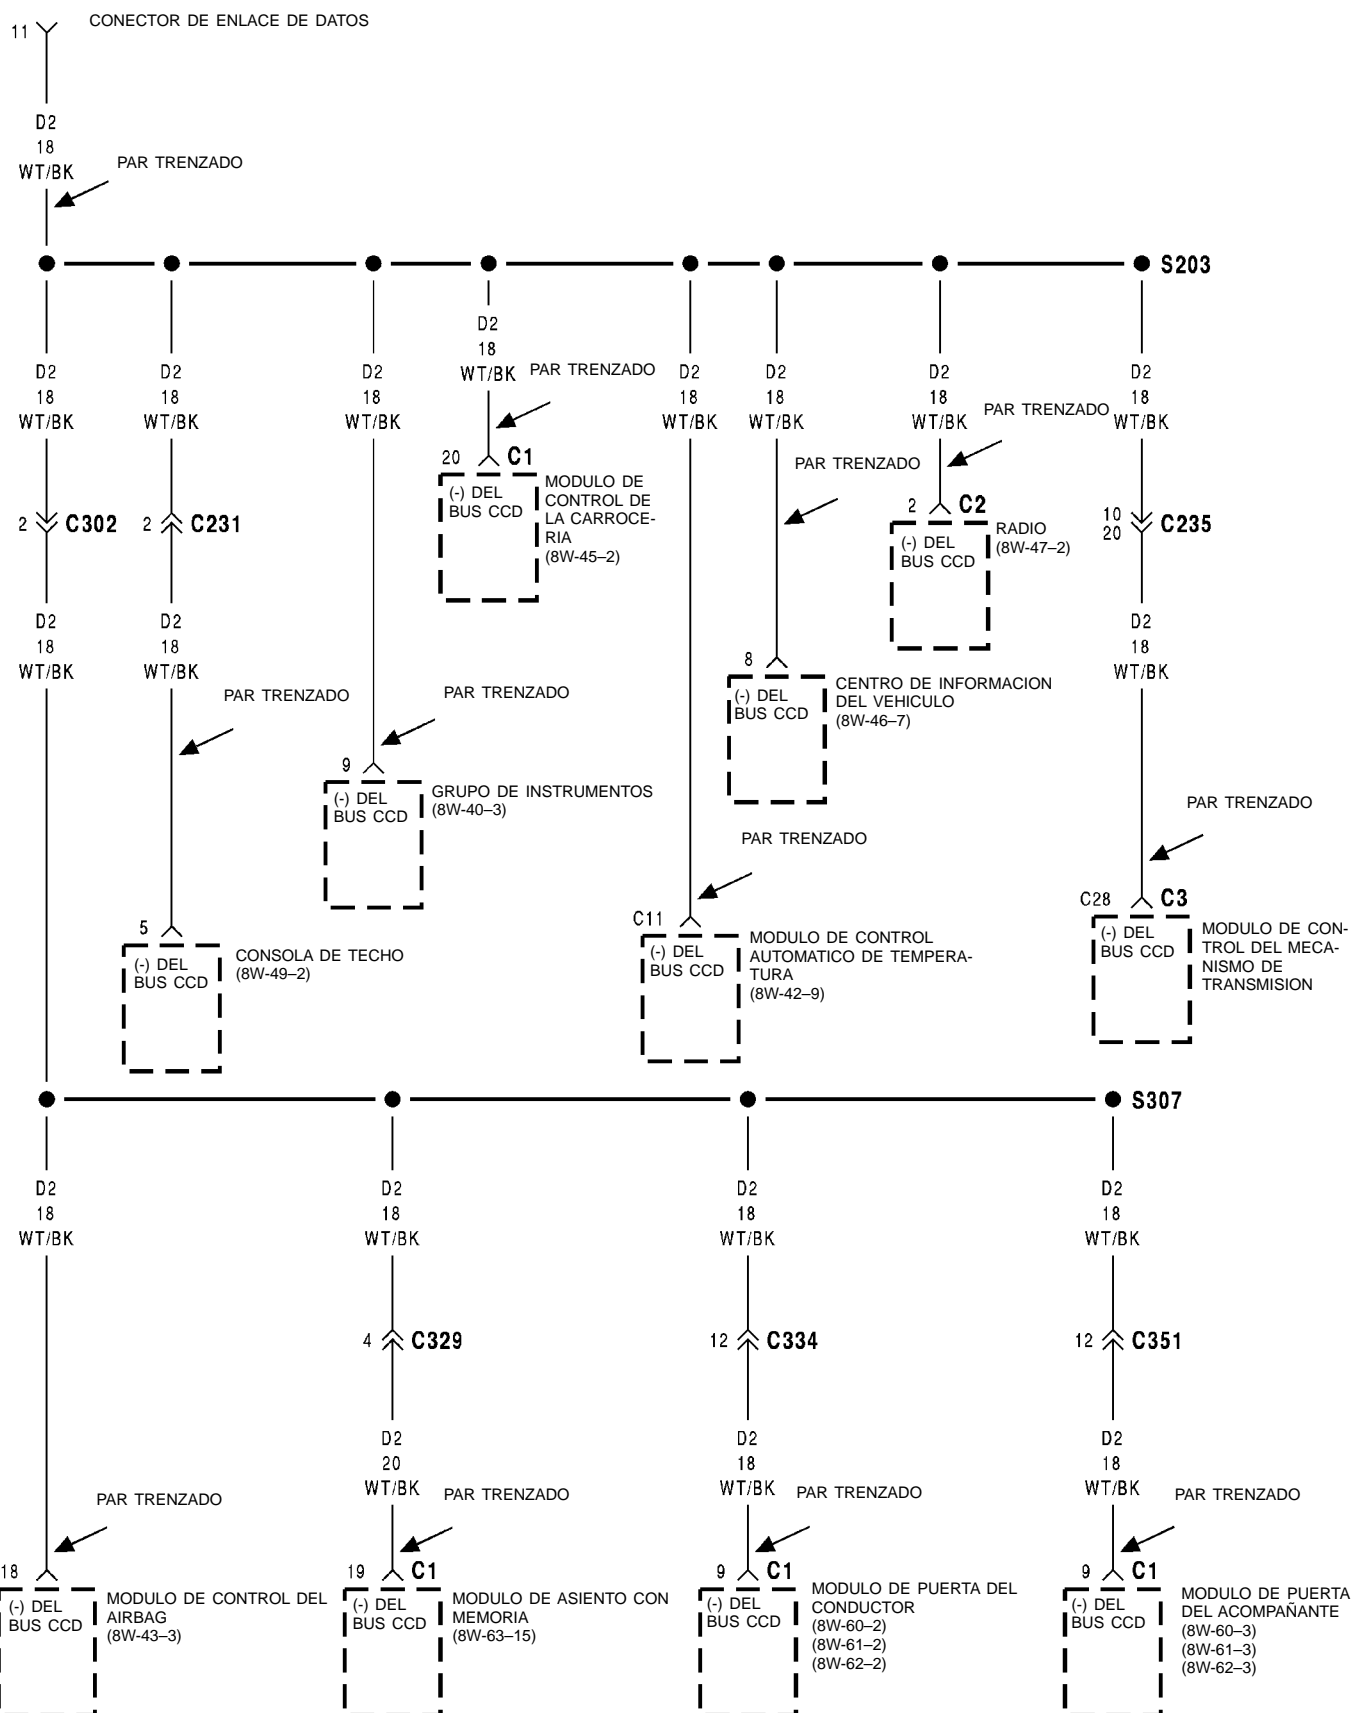 CONECTOR DE ENLACE DE DATOS
11
D2
18
WT/BK
PAR TRENZADO
S203
D2
18
WT/BK
D2
18
WT/BK
D2
18
WT/BK
D2
18
WT/BK
PAR TRENZADO
D2
18
WT/BK
D2
18
WT/BK
D2
18
WT/BK
PAR TRENZADO
D2
18
WT/BK
20 C1
(-) DEL
BUS CCD
MODULO DE
CONTROL DE
LA CARROCE-
RIA
(8W-45–2)
PAR TRENZADO
2 C2
(-) DEL
BUS CCD
RADIO
(8W-47–2)
2 C302
2 C231
10
20
C235
D2
18
WT/BK
D2
18
WT/BK
D2
18
WT/BK
PAR TRENZADO
PAR TRENZADO
8
(-) DEL
BUS CCD
CENTRO DE INFORMACION
DEL VEHICULO
(8W-46–7)
9
(-) DEL
BUS CCD
GRUPO DE INSTRUMENTOS
(8W-40–3)
PAR TRENZADO
PAR TRENZADO
5
(-) DEL
BUS CCD
CONSOLA DE TECHO
(8W-49–2)
C11
(-) DEL
BUS CCD
MODULO DE CONTROL
AUTOMATICO DE TEMPERA-
TURA
(8W-42–9)
C28 C3
(-) DEL
BUS CCD
MODULO DE CON-
TROL DEL MECA-
NISMO DE
TRANSMISION
S307
D2
18
WT/BK
D2
18
WT/BK
D2
18
WT/BK
D2
18
WT/BK
4 C329
12 C334
12 C351
D2
20
WT/BK
D2
18
WT/BK
D2
18
WT/BK
PAR TRENZADO
PAR TRENZADO
PAR TRENZADO
PAR TRENZADO
18
(-) DEL
BUS CCD
MODULO DE CONTROL DEL
AIRBAG
(8W-43–3)
19 C1
(-) DEL
BUS CCD
MODULO DE ASIENTO CON
MEMORIA
(8W-63–15)
9 C1
(-) DEL
BUS CCD
MODULO DE PUERTA DEL
CONDUCTOR
(8W-60–2)
(8W-61–2)
(8W-62–2)
9 C1
(-) DEL
BUS CCD
MODULO DE PUERTA
DEL ACOMPAÑANTE
(8W-60–3)
(8W-61–3)
(8W-62–3)